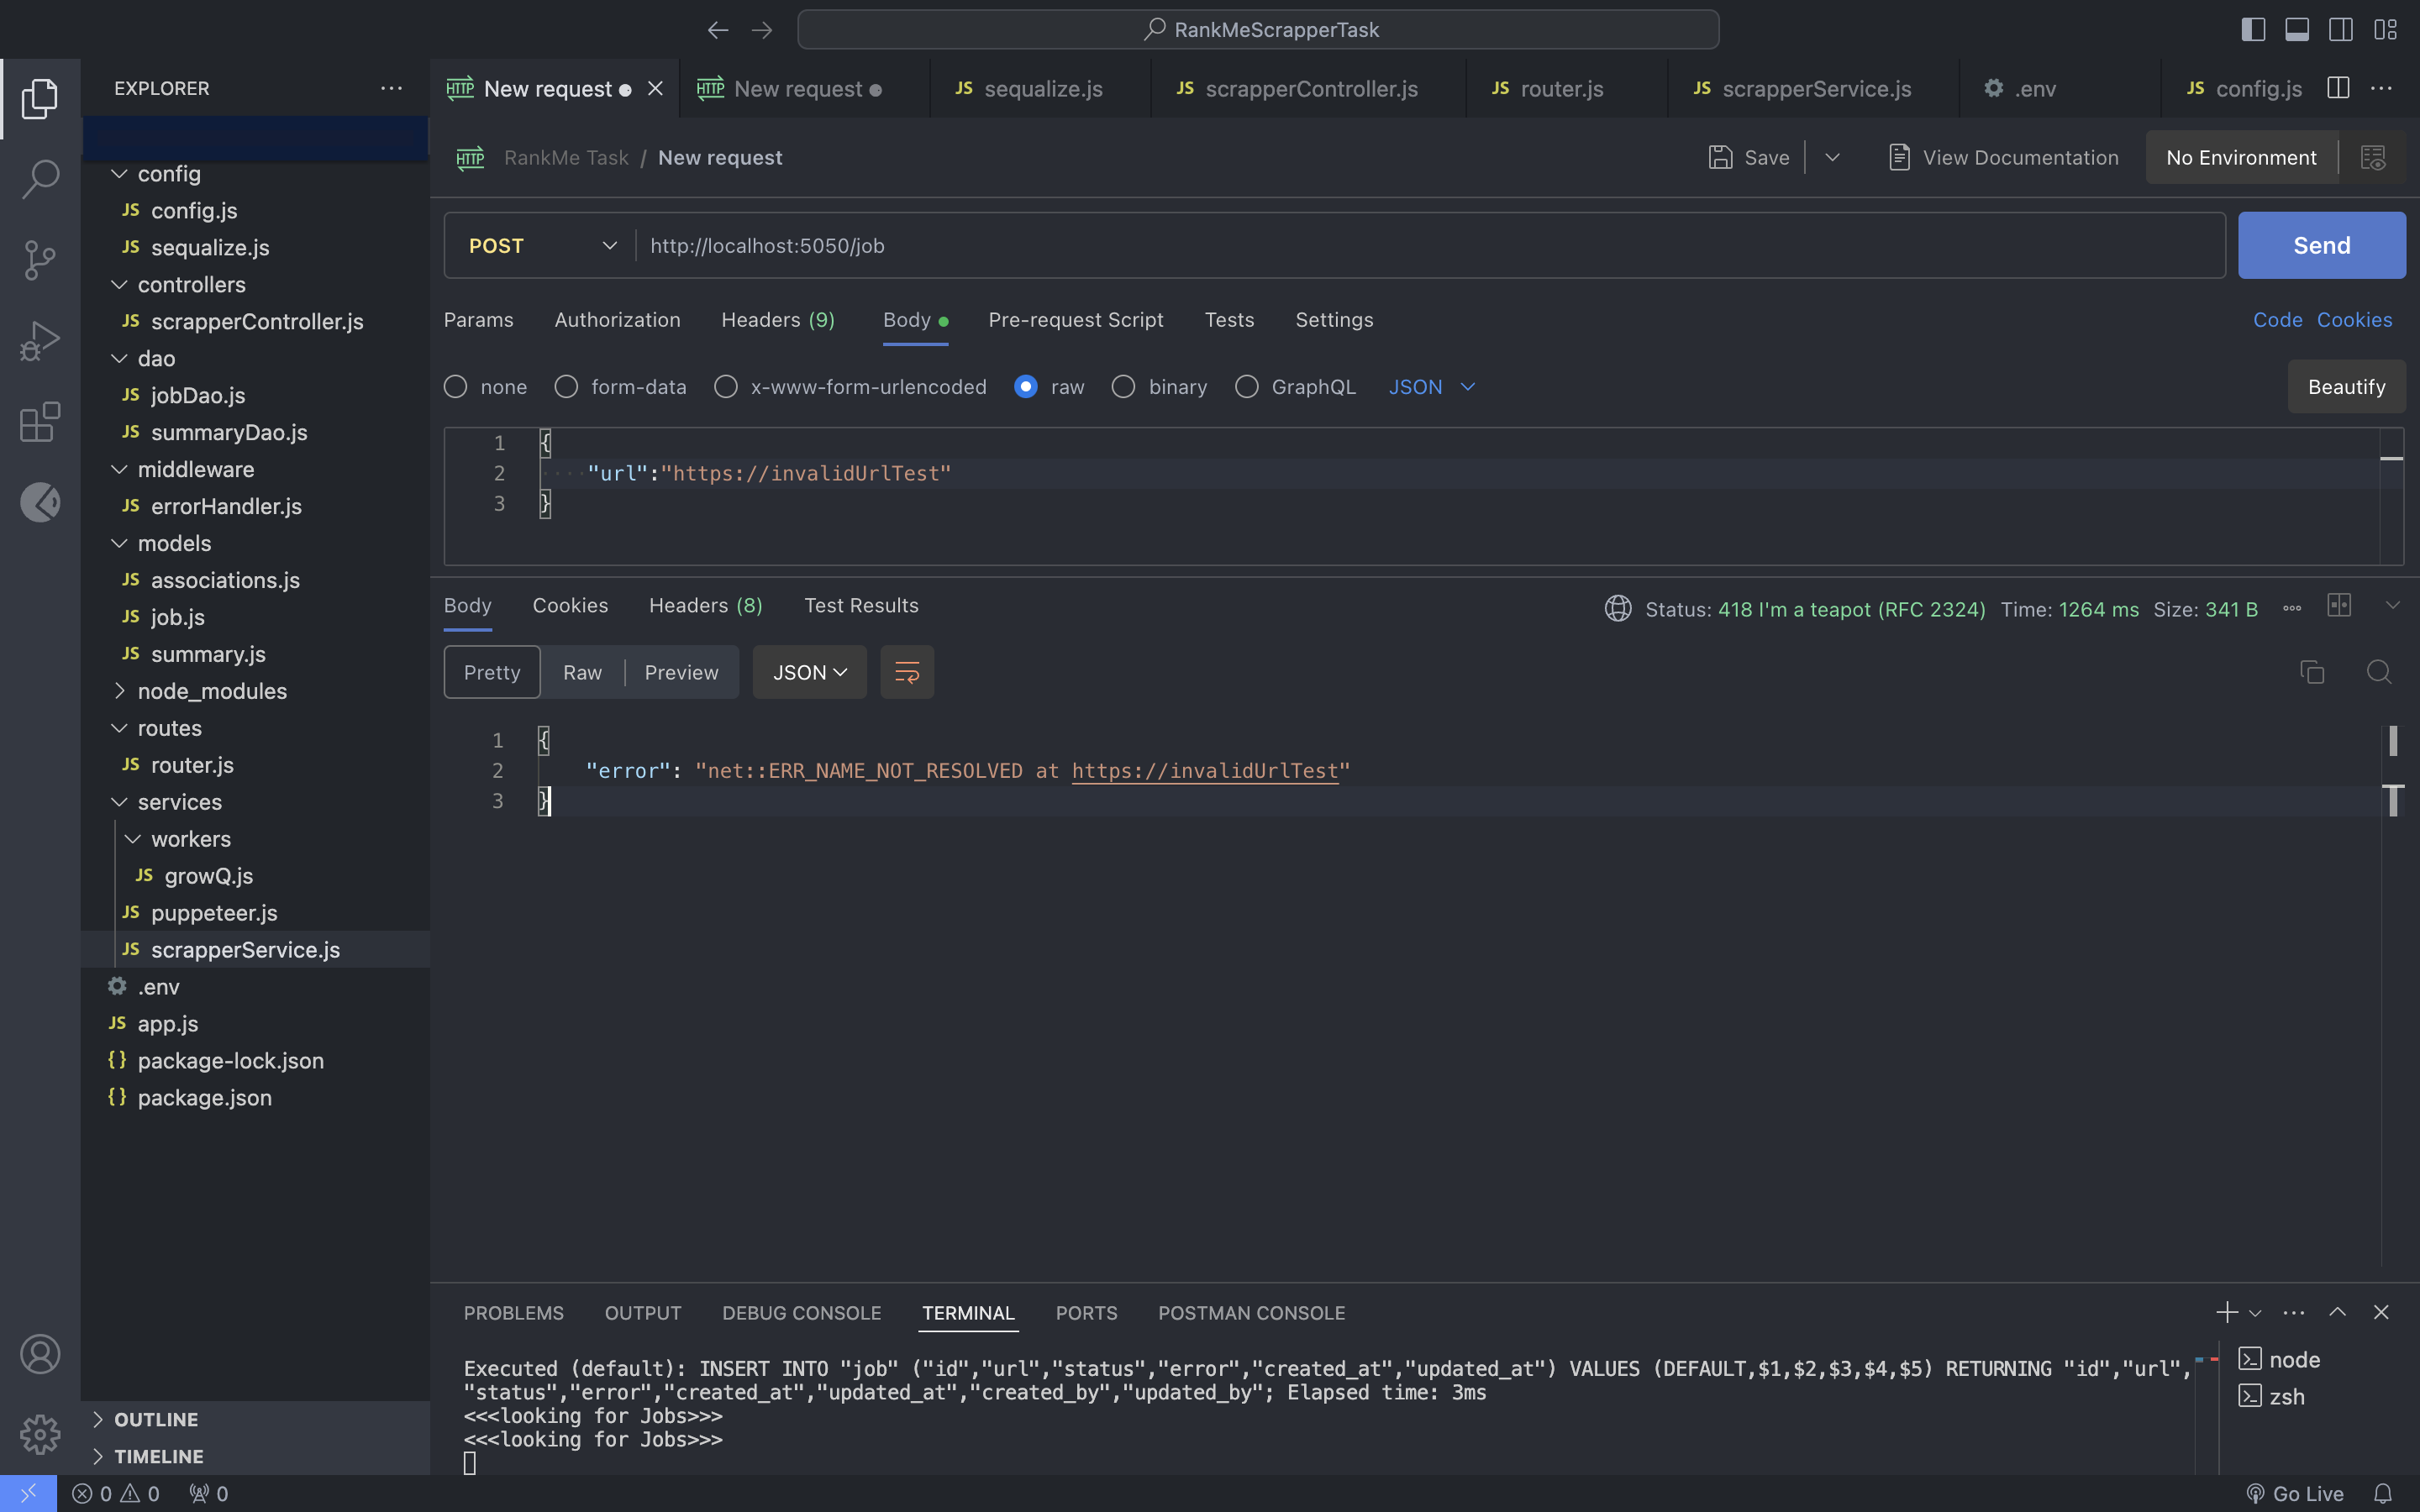 RankMeScrapperTask
EXPLORER
config
JS config.js
JS sequalize.js
controllers
JS scrapperController.js
dao
JS jobDao.js
JS summaryDao.js
middleware
JS errorHandler.js
models
JS associations.js
JS job.js
JS summary.js
node_modules
routes
JS router.js
services
workers
JS growQ.js
JS puppeteer.js
JS scrapperService.js
.env
JS app.js
{} package-lock.json
{} package.json
OUTLINE
TIMELINE
HTTP New request
HTTP New request
JS sequalize.js
JS scrapperController.js
JS router.js
JS scrapperService.js
.env
JS config.js
HTTP RankMe Task / New request
Save
View Documentation
No Environment
POST http://localhost:5050/job
Send
Params Authorization Headers (9) Body Pre-request Script Tests Settings
Code Cookies
none form-data x-www-form-urlencoded raw binary GraphQL JSON
Beautify
1 {
2 ····"url":"https://invalidUrlTest"
3 }
Body Cookies Headers (8) Test Results
Status: 418 I'm a teapot (RFC 2324) Time: 1264 ms Size: 341 B
Pretty Raw Preview JSON
1 {
2 "error": "net::ERR_NAME_NOT_RESOLVED at https://invalidUrlTest"
3 }
PROBLEMS OUTPUT DEBUG CONSOLE TERMINAL PORTS POSTMAN CONSOLE
Executed (default): INSERT INTO "job" ("id","url","status","error","created_at","updated_at") VALUES (DEFAULT,$1,$2,$3,$4,$5) RETURNING "id","url",
"status","error","created_at","updated_at","created_by","updated_by"; Elapsed time: 3ms
<<<looking for Jobs>>>
<<<looking for Jobs>>>
node
zsh
0 0 0
Go Live